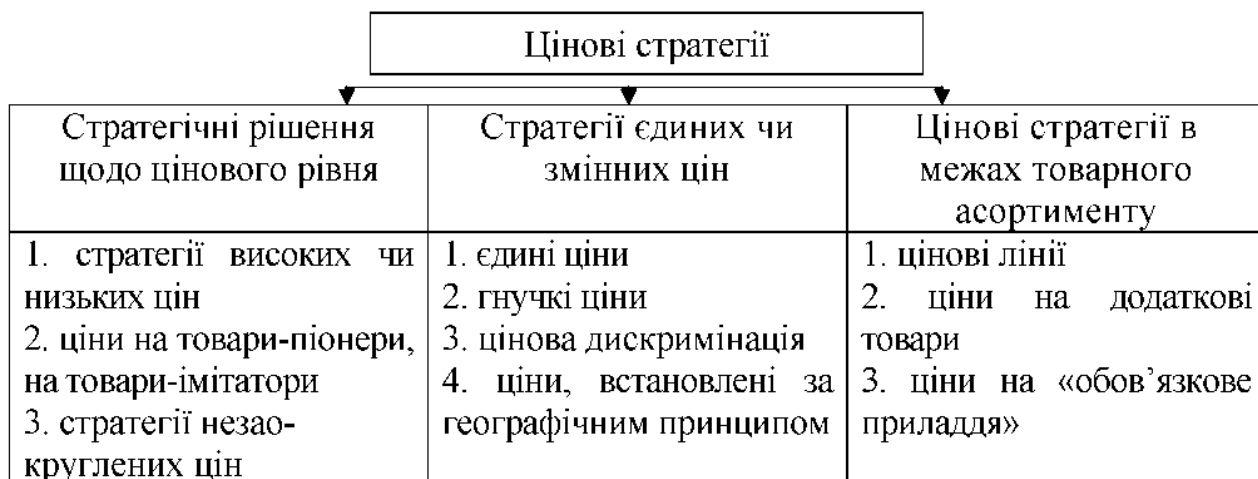 Цінові стратегії
Стратегічні рішення
щодо цінового рівня
Стратегії єдиних чи
змінних цін
Цінові стратегії в
межах товарного
асортименту
1. стратегії високих чи
низьких цін
2. ціни на товари-піонери,
на товари-імітатори
3. стратегії незао-
круглених цін
1. єдині ціни
2. гнучкі ціни
3. цінова дискримінація
4. ціни, встановлені за
географічним принципом
1. цінові лінії
2. ціни на додаткові
товари
3. ціни на «обов’язкове
приладдя»